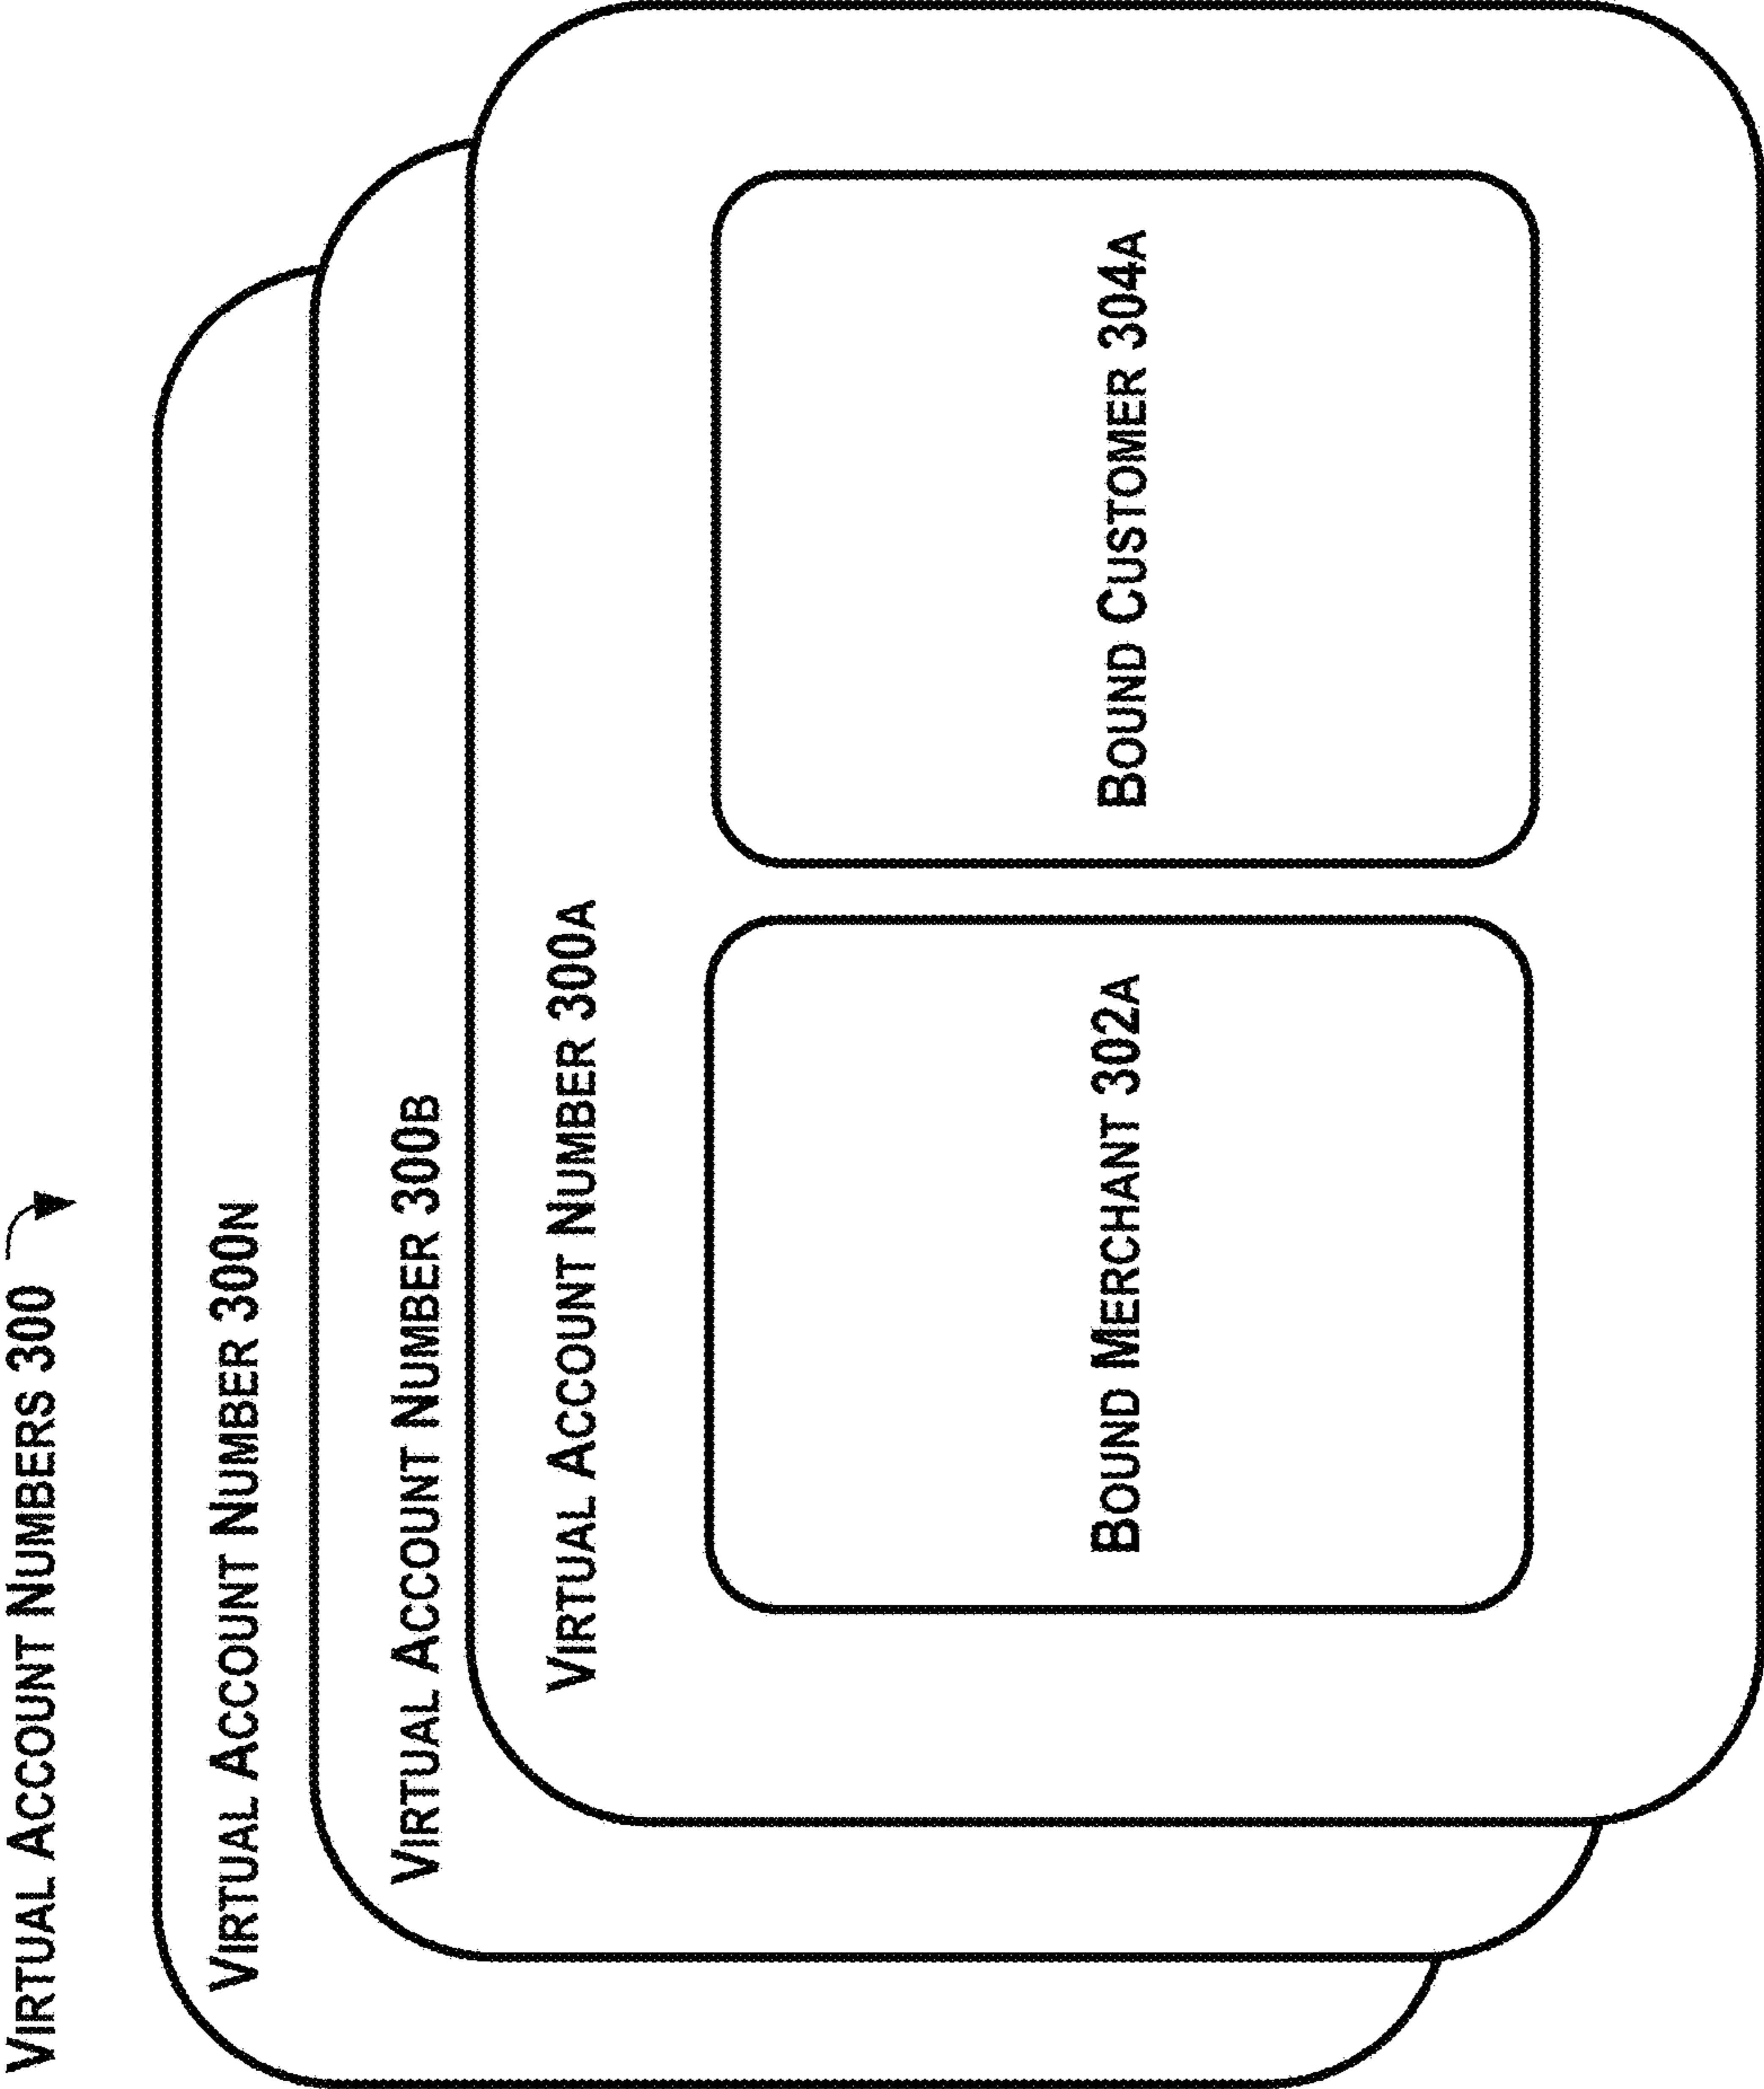 VIRTUAL ACCOUNT NUMBERS 300
VIRTUAL ACCOUNT NUMBER 300N
VIRTUAL ACCOUNT NUMBER 300B
VIRTUAL ACCOUNT NUMBER 300A
BOUND MERCHANT 302A
BOUND CUSTOMER 304A